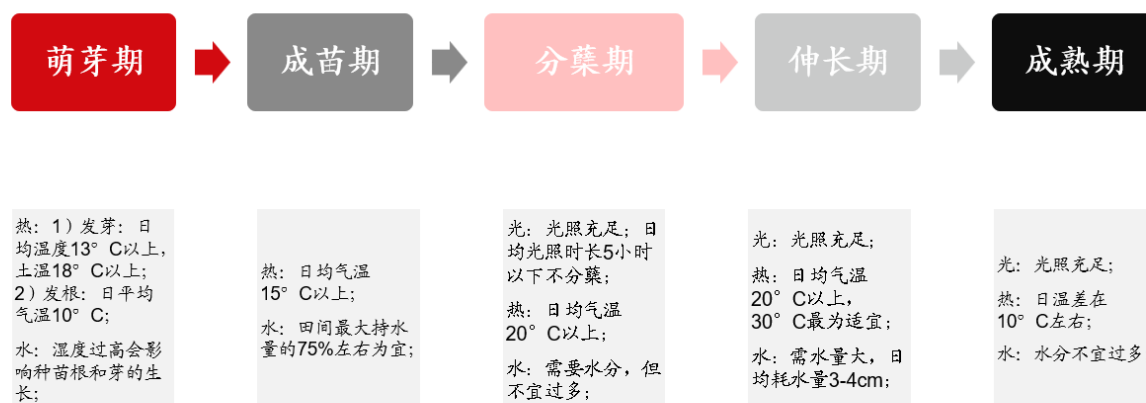 萌芽期
成苗期
分蘖期
伸长期
成熟期
热：1）发芽：日
均温度13°C以上，
土温18°C以上；
2）发根：日平均
气温10°C；
水：湿度过高会影
响种苗根和芽的生
长；
热：日均气温
15°C以上；
水：田间最大持水
量的75%左右为宜；
光：光照充足；日
均光照时长5小时
以下不分蘖；
热：日均气温
20°C以上；
水：需要水分，但
不宜过多；
光：光照充足；
热：日均气温
20°C以上，
30°C最为适宜；
水：需水量大，日
均耗水量3-4cm；
光：光照充足；
热：日温差在
10°C左右；
水：水分不宜过多